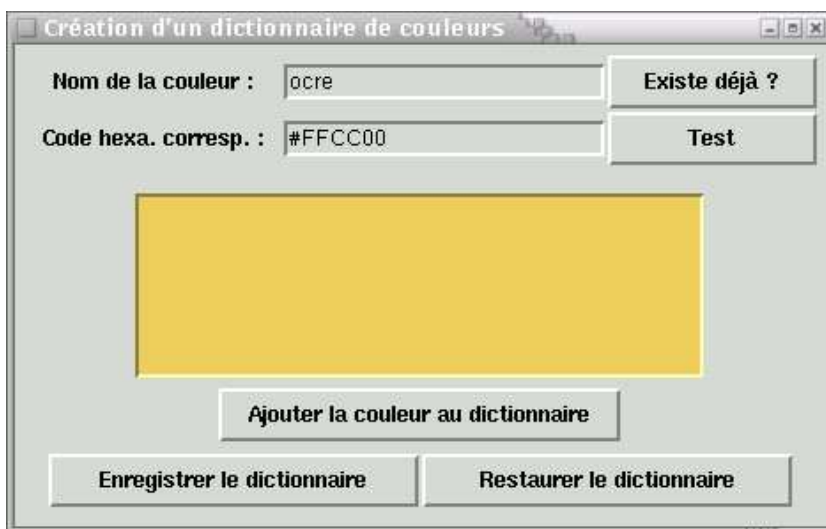 Création d'un dictionnaire de couleurs
Nom de la couleur : ocre Existe déjà ?
Code hexa. corresp. : #FFCC00 Test
Ajouter la couleur au dictionnaire
Enregistrer le dictionnaire Restaurer le dictionnaire